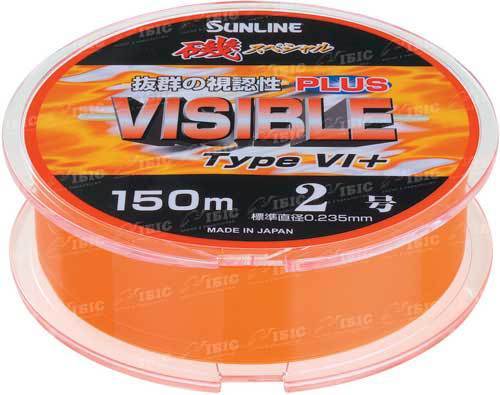 SUNLINE
磯スペシャル
抜群の視認性 PLUS
VISIBLE
Type VI+
150m 2号
標準直径0.235mm
MADE IN JAPAN
IBIC